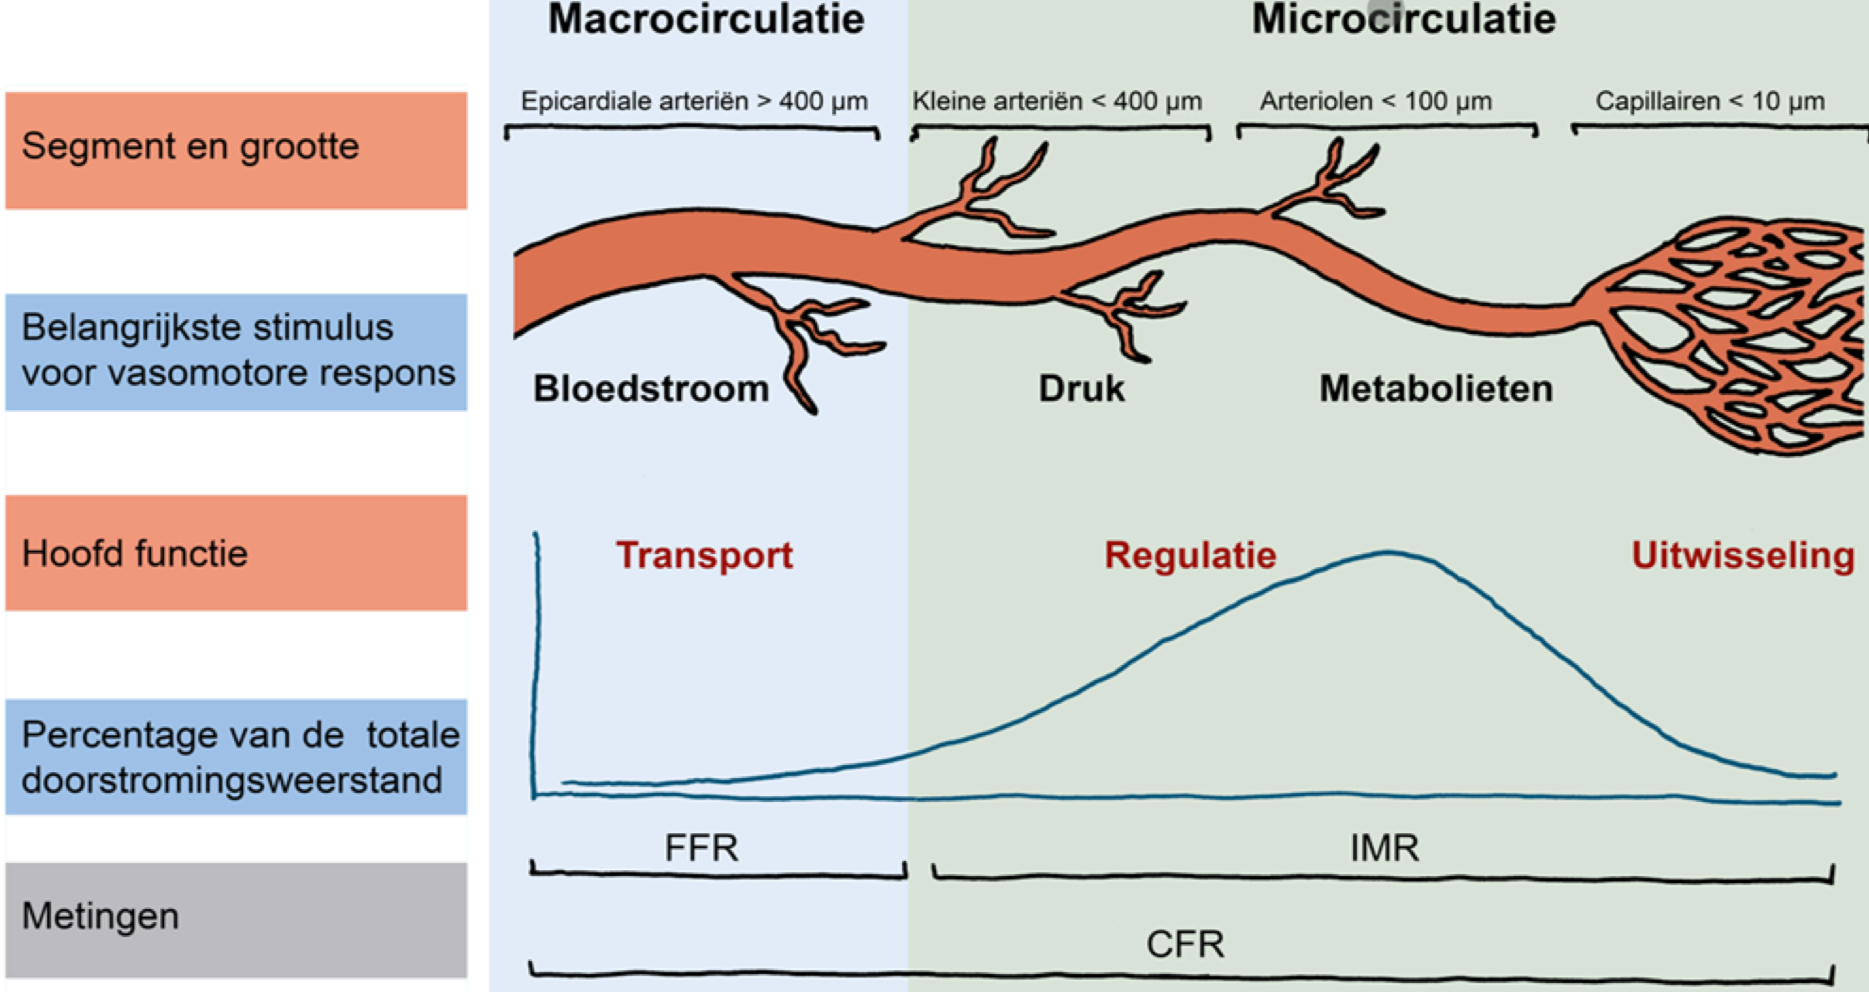 Macrocirculatie
Microcirculatie
Epicardiale arteriën > 400 µm
Kleine arteriën < 400 µm
Arteriolen < 100 µm
Capillairen < 10 µm
Segment en grootte
Belangrijkste stimulus
voor vasomotore respons
Bloedstroom
Druk
Metabolieten
Hoofd functie
Transport
Regulatie
Uitwisseling
Percentage van de totale
doorstromingsweerstand
FFR
IMR
Metingen
CFR